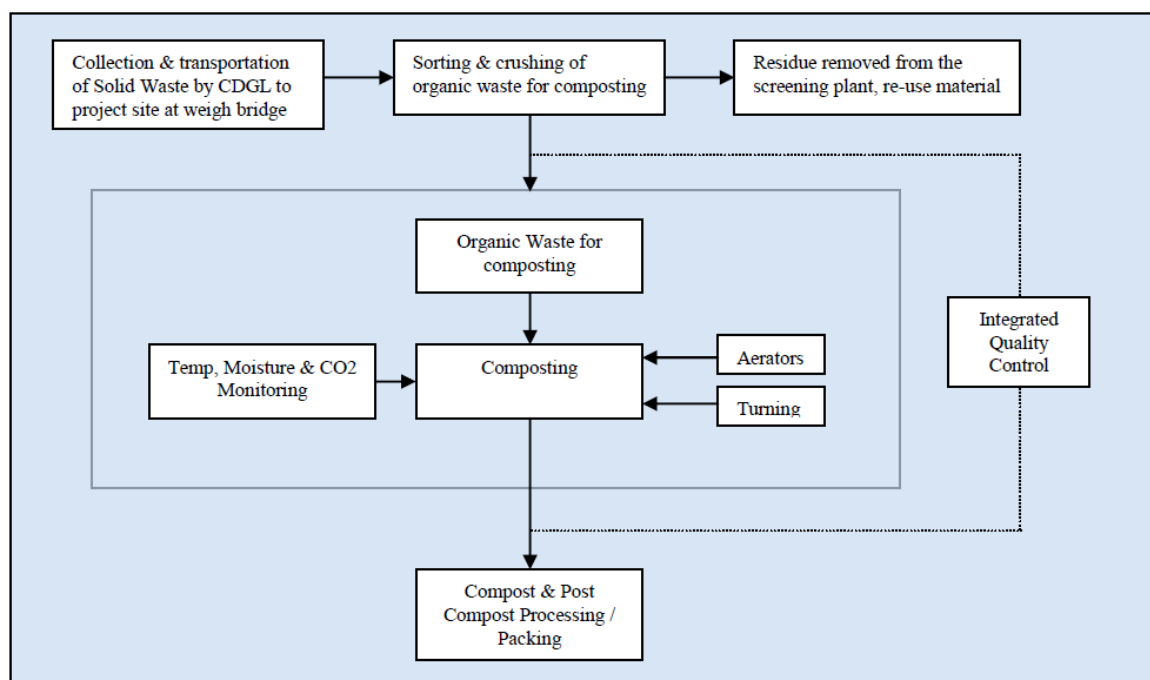 Collection & transportation
of Solid Waste by CDGL to
project site at weigh bridge
Sorting & crushing of
organic waste for composting
Residue removed from the
screening plant, re-use material
Organic Waste for
composting
Temp, Moisture & CO2
Monitoring
Composting
Aerators
Turning
Integrated
Quality
Control
Compost & Post
Compost Processing /
Packing